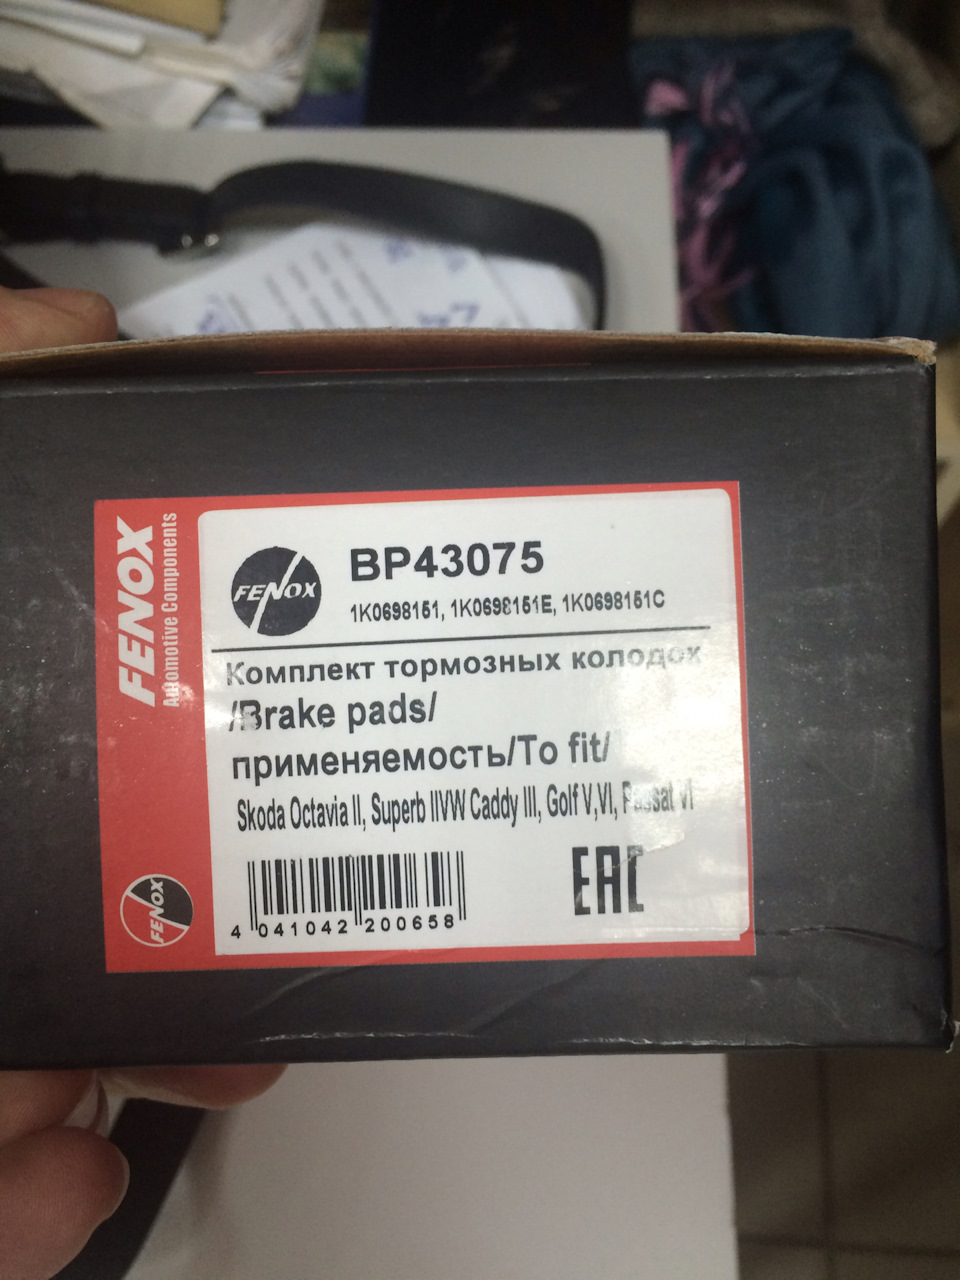 FENOX
Automotive Components
FENOX
BP43075
1K0698151, 1K0698151E, 1K0698151C
Комплект тормозных колодок
/Brake pads/
применяемость/To fit/
Skoda Octavia II, Superb IIVW Caddy III, Golf V,VI, Passat VI
EAC
4 041042 200658
FENOX